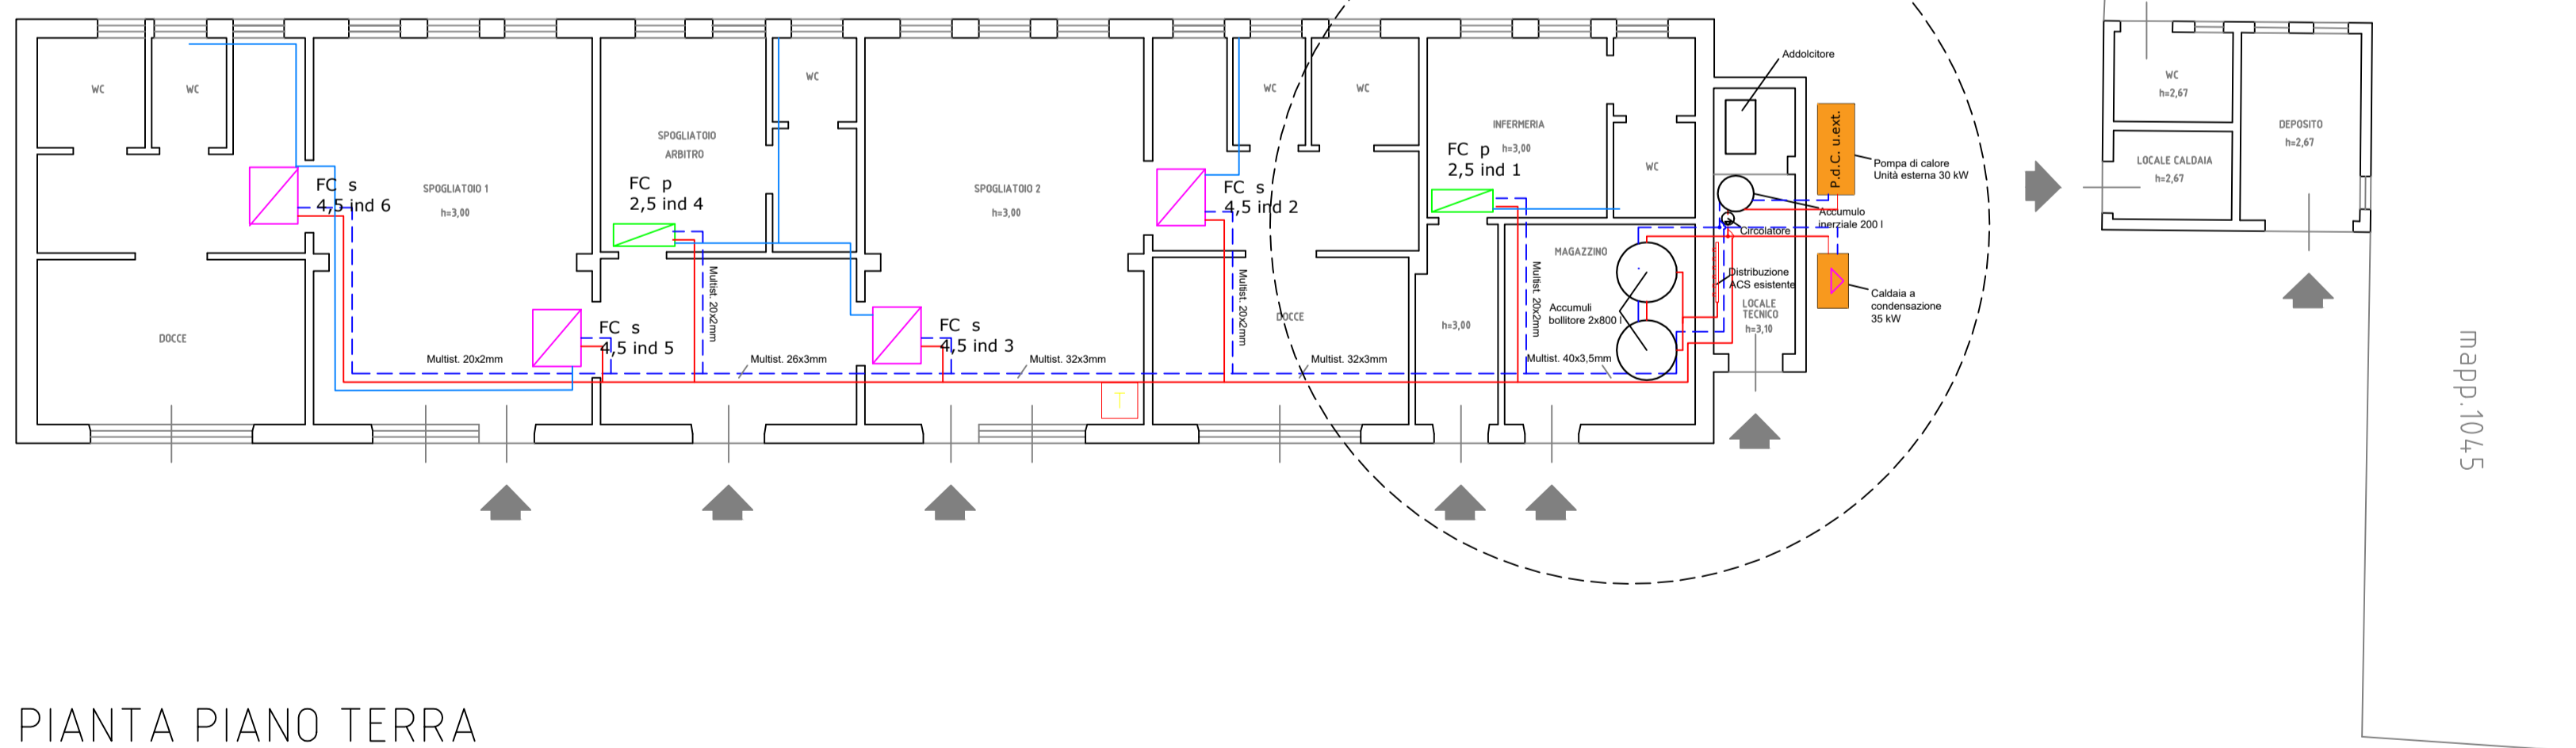 WC
WC
DOCCE
FC s
4,5 ind 6
SPOGLIATOIO 1
h=3,00
Multist. 20x2mm
FC s
4,5 ind 5
SPOGLIATOIO
ARBITRO
FC p
2,5 ind 4
Multist. 20x2mm
WC
Multist. 26x3mm
SPOGLIATOIO 2
h=3,00
FC s
4,5 ind 3
Multist. 32x3mm
T
WC
WC
FC s
4,5 ind 2
Multist. 20x2mm
DOCCE
Multist. 32x3mm
INFERMERIA
h=3,00
FC p
2,5 ind 1
WC
h=3,00
Multist. 20x2mm
MAGAZZINO
Accumuli
bollitore 2x800 l
Multist. 40x3,5mm
Addolcitore
P.d.C. u.ext.
Pompa di calore
Unità esterna 30 kW
Accumulo
inerziale 200 l
Circolatore
Distribuzione
ACS esistente
LOCALE
TECNICO
h=3,10
Caldaia a
condensazione
35 kW
WC
h=2,67
LOCALE CALDAIA
h=2,67
DEPOSITO
h=2,67
mapp.1045
PIANTA PIANO TERRA